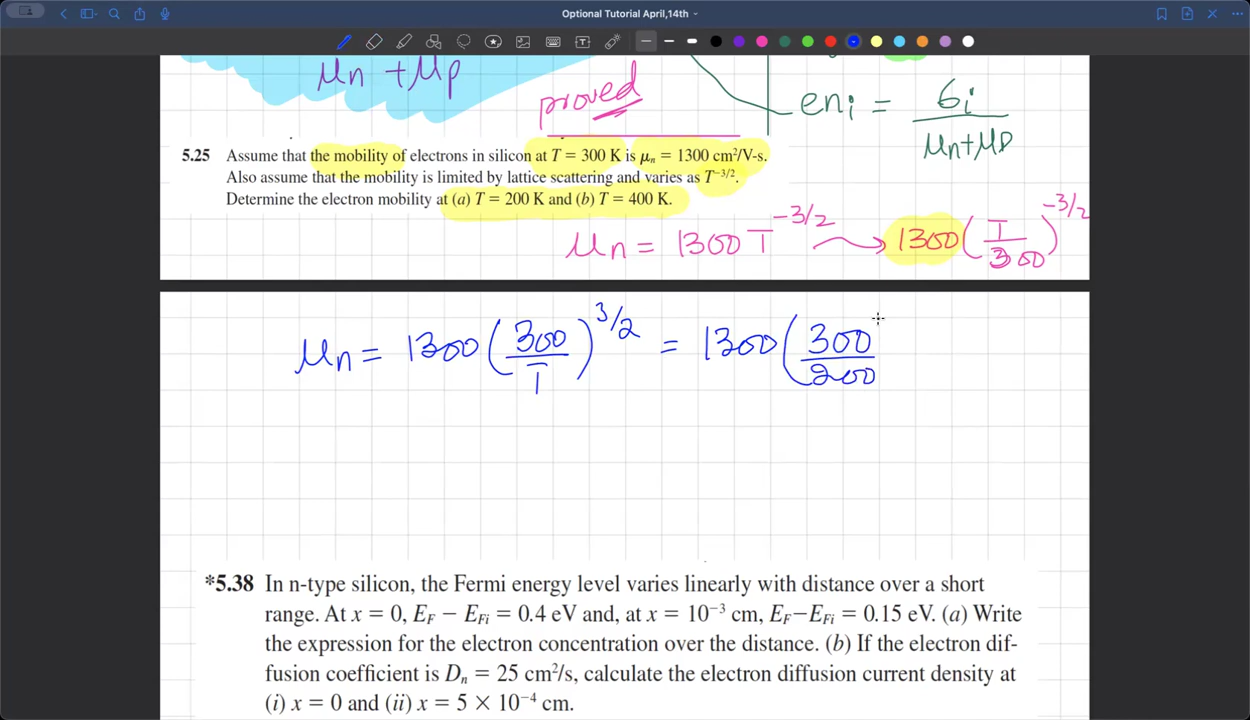 Optional Tutorial April,14th
μn + μp
proved
en i = 6i / μn+μp
5.25 Assume that the mobility of electrons in silicon at T = 300 K is μn = 1300 cm²/V-s.
Also assume that the mobility is limited by lattice scattering and varies as T^−3/2.
Determine the electron mobility at (a) T = 200 K and (b) T = 400 K.
μn = 1300 T^-3/2 → 1300 (T/300)^-3/2
μn = 1300 (300/T)^3/2 = 1300 (300/200
*5.38 In n-type silicon, the Fermi energy level varies linearly with distance over a short
range. At x = 0, EF − EFi = 0.4 eV and, at x = 10⁻³ cm, EF−EFi = 0.15 eV. (a) Write
the expression for the electron concentration over the distance. (b) If the electron dif-
fusion coefficient is Dn = 25 cm²/s, calculate the electron diffusion current density at
(i) x = 0 and (ii) x = 5 × 10⁻⁴ cm.